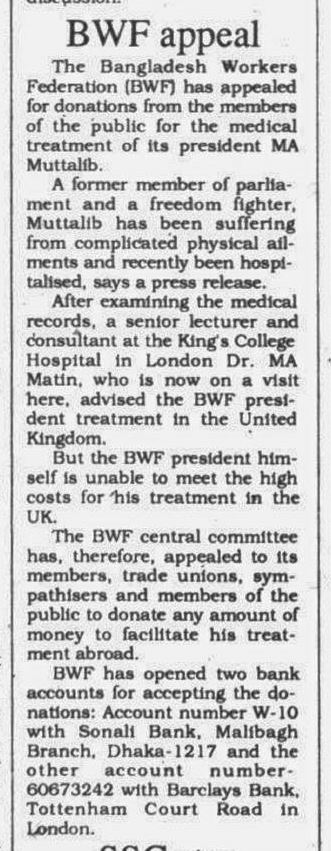 discussion.
BWF appeal
The Bangladesh Workers
Federation (BWF) has appealed
for donations from the members
of the public for the medical
treatment of its president MA
Muttalib.
A former member of parlia-
ment and a freedom fighter,
Muttalib has been suffering
from complicated physical ail-
ments and recently been hospi-
talised, says a press release.
After examining the medical
records, a senior lecturer and
consultant at the King's College
Hospital in London Dr. MA
Matin, who is now on a visit
here, advised the BWF presi-
dent treatment in the United
Kingdom.
But the BWF president him-
self is unable to meet the high
costs for his treatment in the
UK.
The BWF central committee
has, therefore, appealed to its
members, trade unions, sym-
pathisers and members of the
public to donate any amount of
money to facilitate his treat-
ment abroad.
BWF has opened two bank
accounts for accepting the do-
nations: Account number W-10
with Sonali Bank, Malibagh
Branch, Dhaka-1217 and the
other account number-
60673242 with Barclays Bank,
Tottenham Court Road in
London.